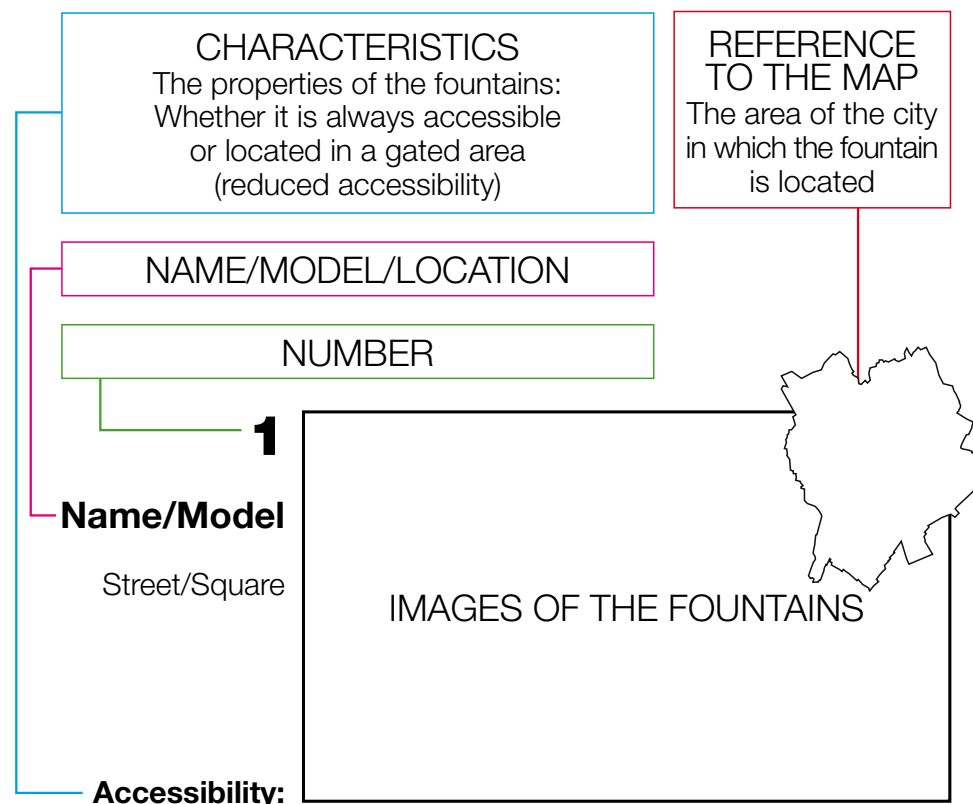 CHARACTERISTICS
The properties of the fountains:
Whether it is always accessible
or located in a gated area
(reduced accessibility)
REFERENCE
TO THE MAP
The area of the city
in which the fountain
is located
NAME/MODEL/LOCATION
NUMBER
1
Name/Model
Street/Square
IMAGES OF THE FOUNTAINS
Accessibility: